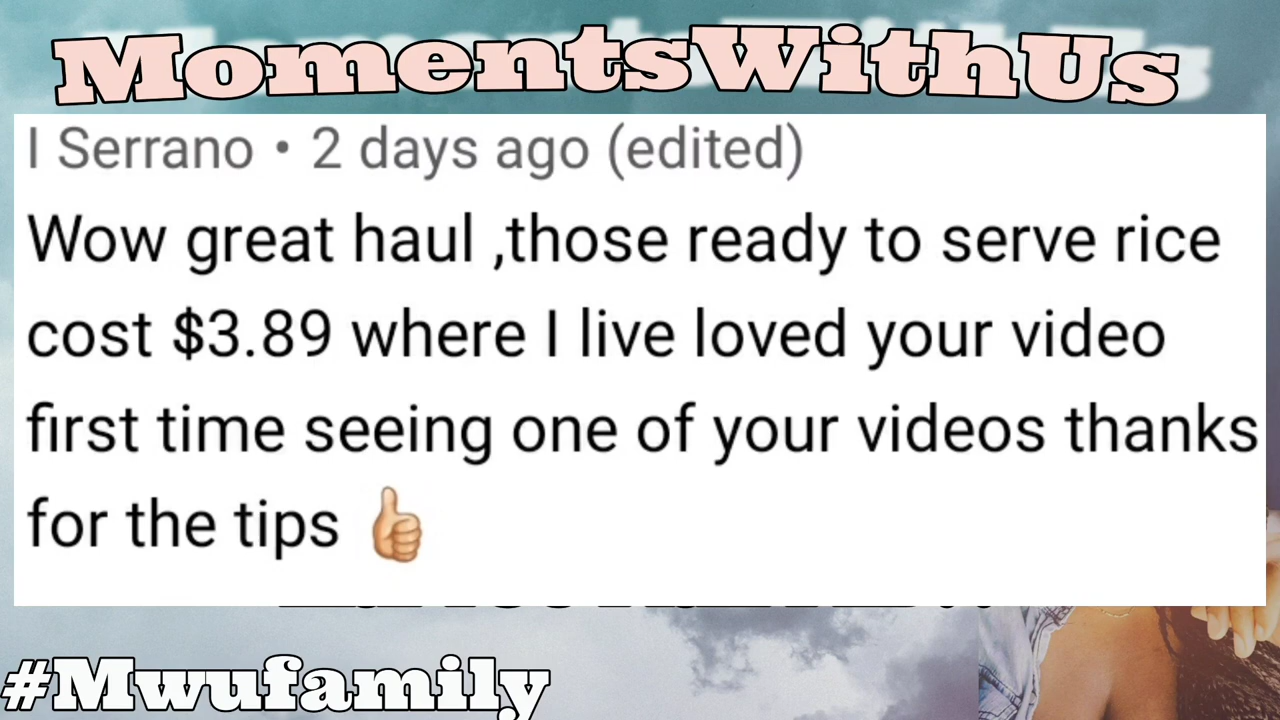 MomentsWithUs
I Serrano • 2 days ago (edited)
Wow great haul ,those ready to serve rice
cost $3.89 where I live loved your video
first time seeing one of your videos thanks
for the tips 👍🏼
#Mwufamily